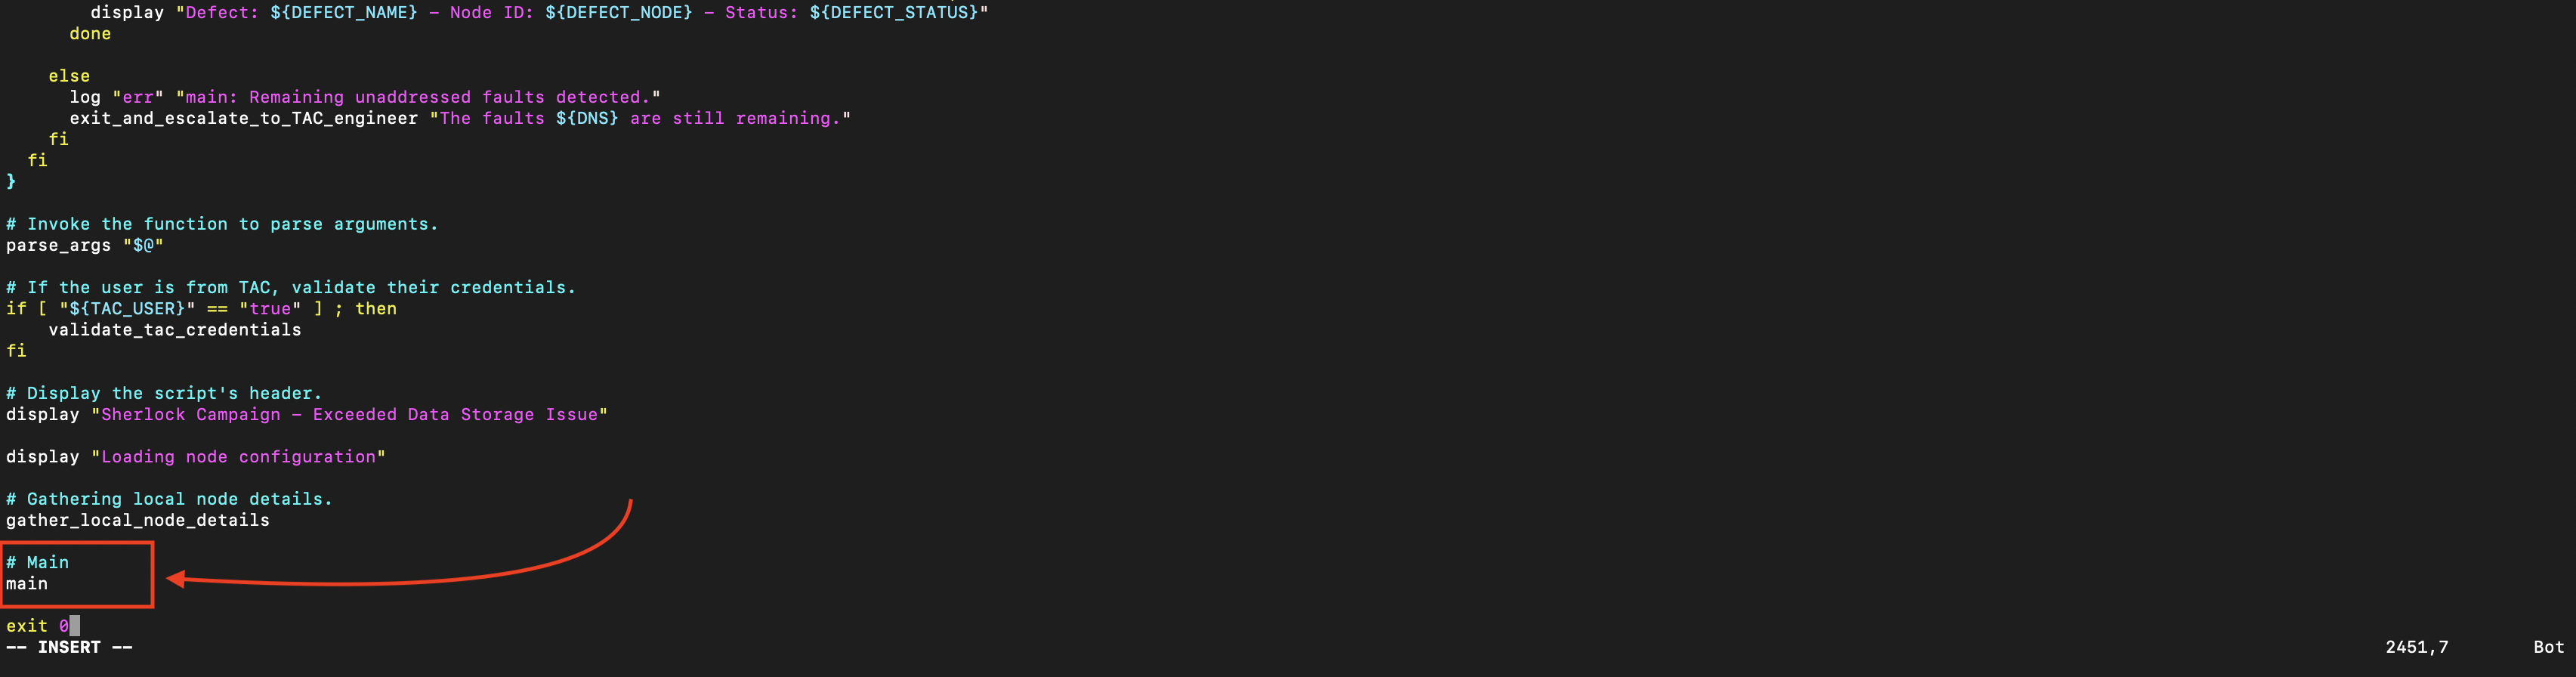 display "Defect: ${DEFECT_NAME} – Node ID: ${DEFECT_NODE} – Status: ${DEFECT_STATUS}"
done
else
log "err" "main: Remaining unaddressed faults detected."
exit_and_escalate_to_TAC_engineer "The faults ${DNS} are still remaining."
fi
fi
}
# Invoke the function to parse arguments.
parse_args "$@"
# If the user is from TAC, validate their credentials.
if [ "${TAC_USER}" == "true" ] ; then
validate_tac_credentials
fi
# Display the script's header.
display "Sherlock Campaign – Exceeded Data Storage Issue"
display "Loading node configuration"
# Gathering local node details.
gather_local_node_details
# Main
main
exit 0
-- INSERT --
2451,7
Bot